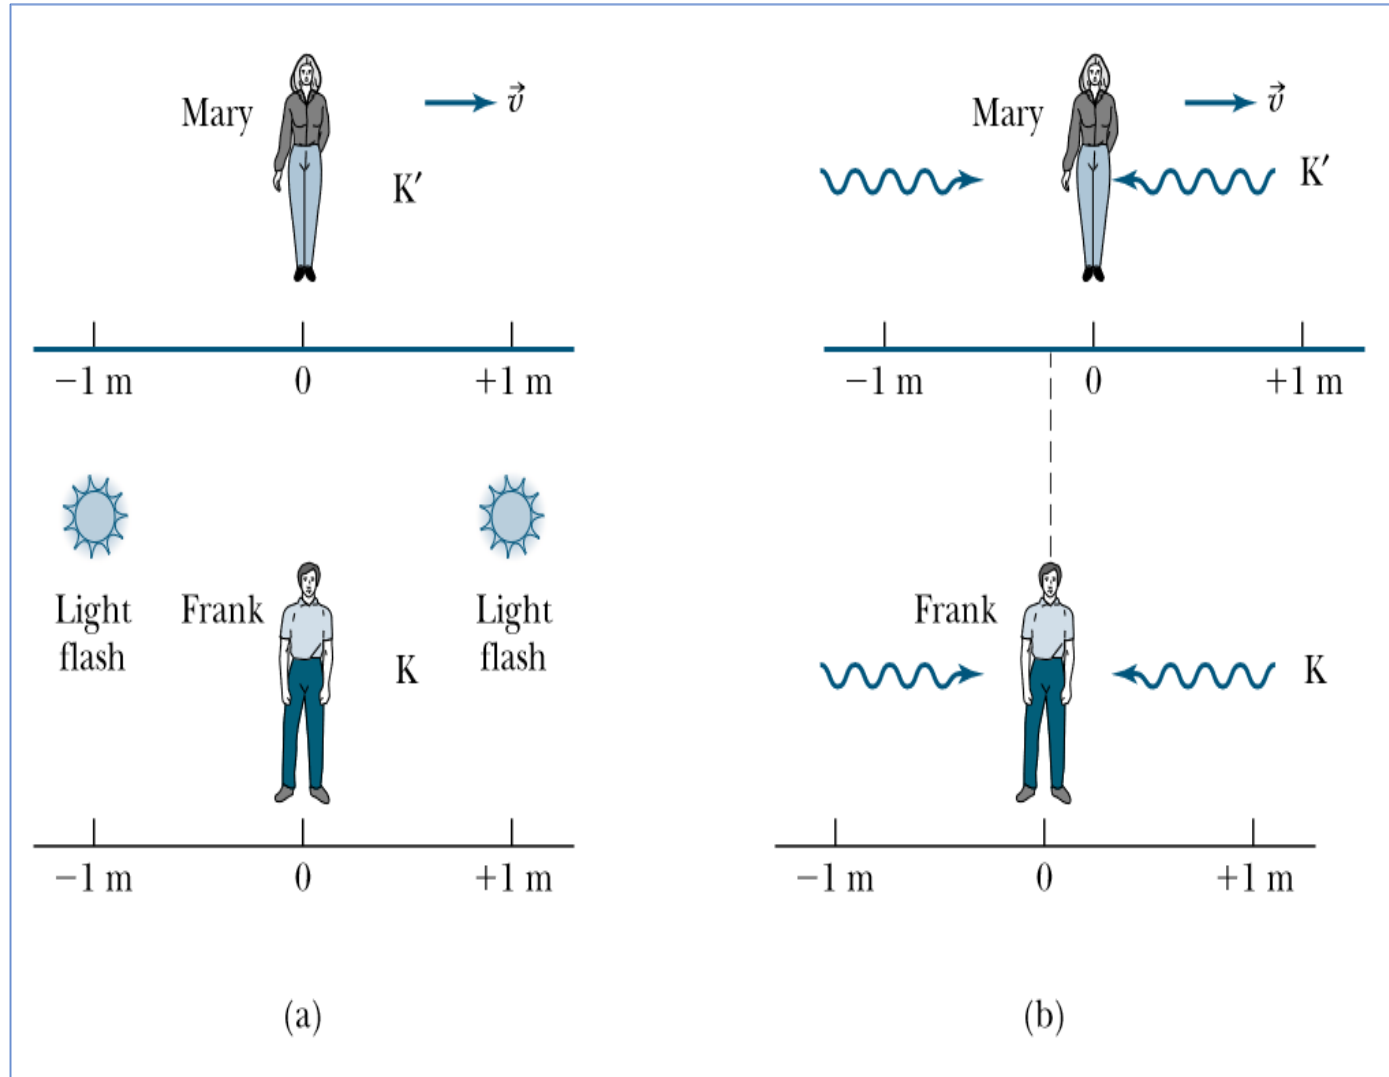 Mary
v⃗
K′
−1 m 0 +1 m
Light flash
Frank
Light flash
K
−1 m 0 +1 m
(a)
Mary
v⃗
K′
−1 m 0 +1 m
Frank
K
−1 m 0 +1 m
(b)